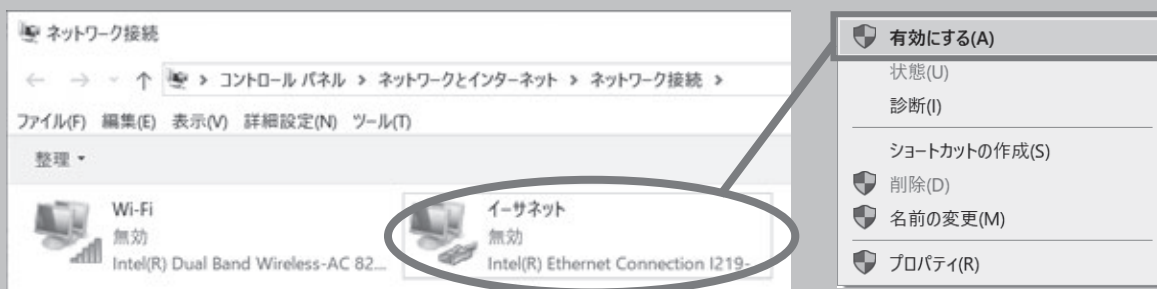 ネットワーク接続
コントロール パネル > ネットワークとインターネット > ネットワーク接続 >
ファイル(F) 編集(E) 表示(V) 詳細設定(N) ツール(T)
整理
Wi-Fi
無効
Intel(R) Dual Band Wireless-AC 82...
イーサネット
無効
Intel(R) Ethernet Connection I219-
有効にする(A)
状態(U)
診断(I)
ショートカットの作成(S)
削除(D)
名前の変更(M)
プロパティ(R)